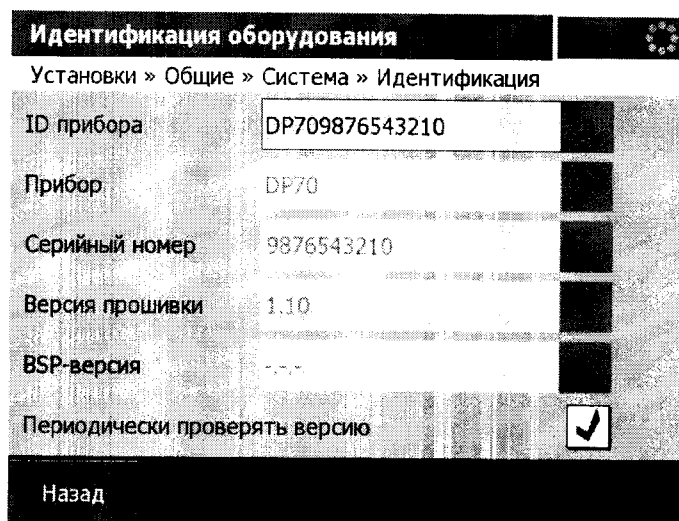 Идентификация оборудования
Установки » Общие » Система » Идентификация
ID прибора DP709876543210
Прибор DP70
Серийный номер 9876543210
Версия прошивки 1.10
BSP-версия -.-.-
Периодически проверять версию
Назад